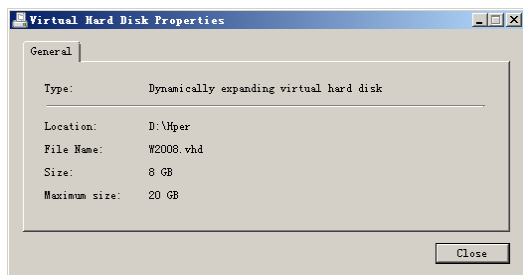 Virtual Hard Disk Properties
General
Type: Dynamically expanding virtual hard disk
Location: D:\Hper
File Name: W2008.vhd
Size: 8 GB
Maximum size: 20 GB
Close